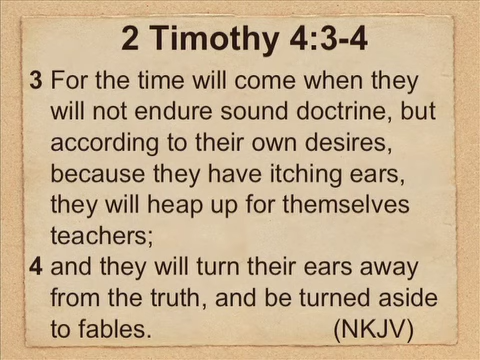 2 Timothy 4:3-4
3 For the time will come when they
will not endure sound doctrine, but
according to their own desires,
because they have itching ears,
they will heap up for themselves
teachers;
4 and they will turn their ears away
from the truth, and be turned aside
to fables. (NKJV)